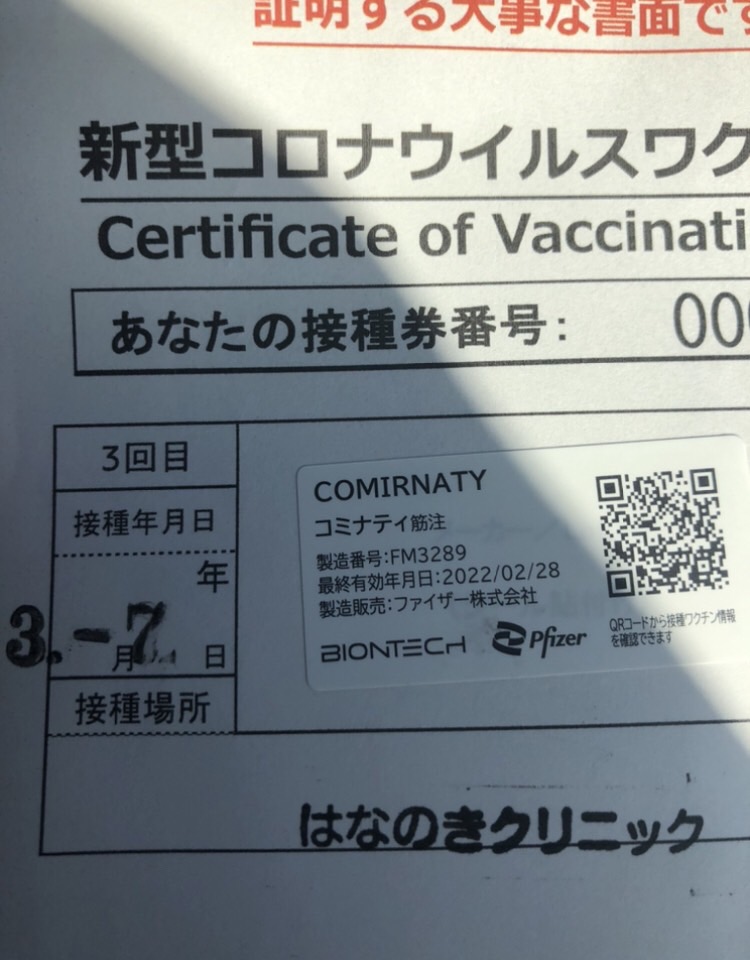 証明する大事な書面です
新型コロナウイルスワク
Certificate of Vaccinati
あなたの接種券番号: 00
3回目
接種年月日
年
3.-7
月 日
接種場所
COMIRNATY
コミナティ筋注
製造番号:FM3289
最終有効年月日:2022/02/28
製造販売:ファイザー株式会社
BIONTECH Pfizer
QRコードから接種ワクチン情報
を確認できます
はなのきクリニック